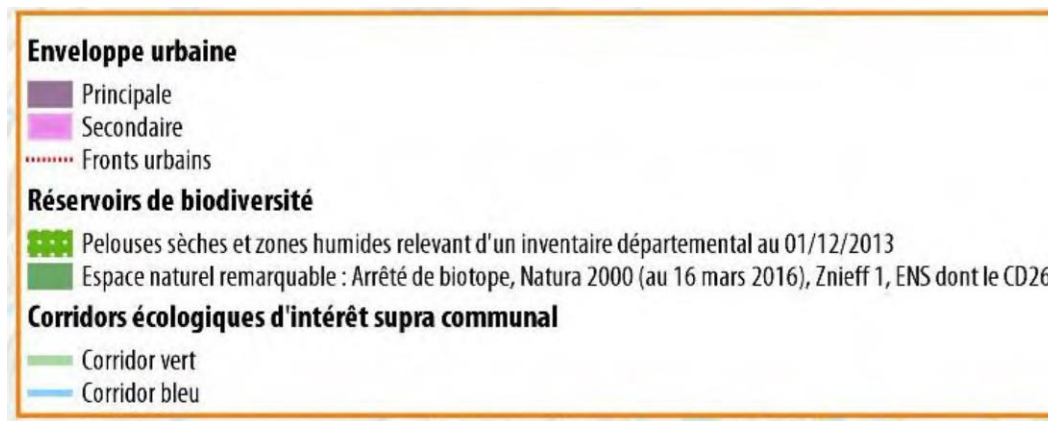 Enveloppe urbaine
Principale
Secondaire
Fronts urbains
Réservoirs de biodiversité
Pelouses sèches et zones humides relevant d'un inventaire départemental au 01/12/2013
Espace naturel remarquable : Arrêté de biotope, Natura 2000 (au 16 mars 2016), Znieff 1, ENS dont le CD26
Corridors écologiques d'intérêt supra communal
Corridor vert
Corridor bleu